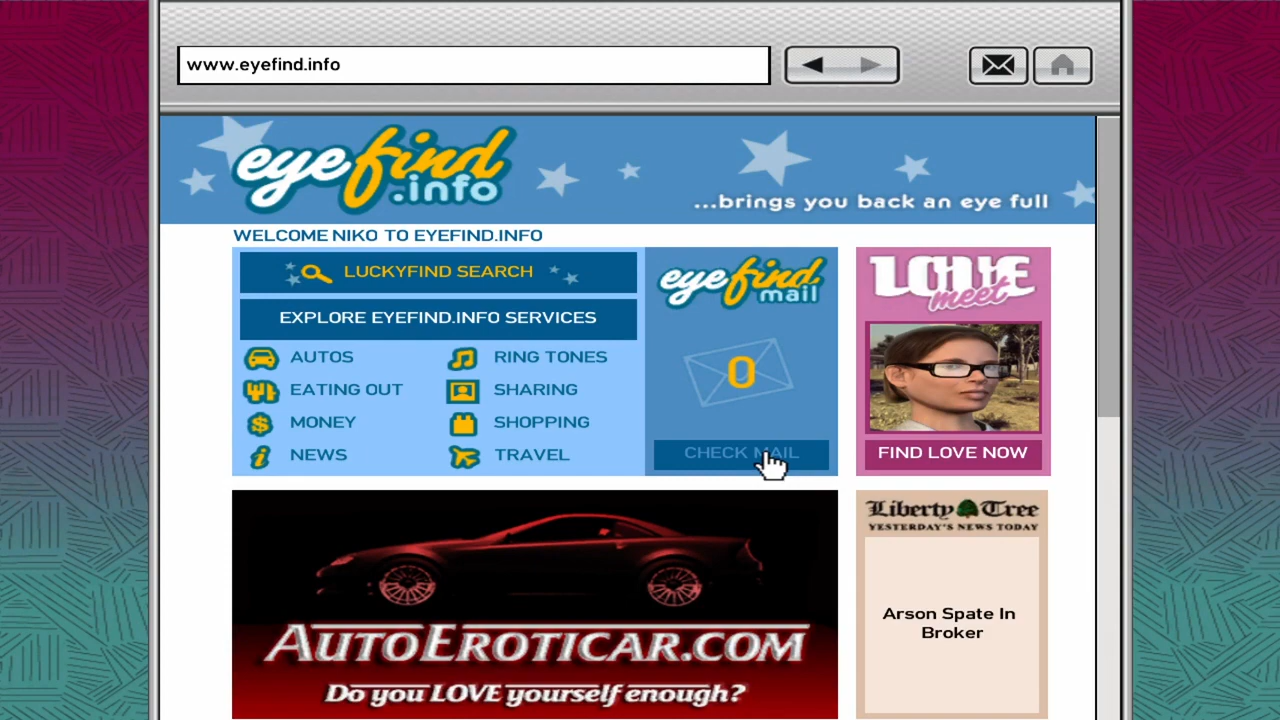 www.eyefind.info
eyefind
.info
...brings you back an eye full
WELCOME NIKO TO EYEFIND.INFO
LUCKYFIND SEARCH
EXPLORE EYEFIND.INFO SERVICES
AUTOS
RING TONES
EATING OUT
SHARING
MONEY
SHOPPING
NEWS
TRAVEL
eyefind
mail
0
CHECK MAIL
LOVE
meet
FIND LOVE NOW
AUTOEROTICAR.COM
Do you LOVE yourself enough?
Liberty Tree
YESTERDAY'S NEWS TODAY
Arson Spate In
Broker